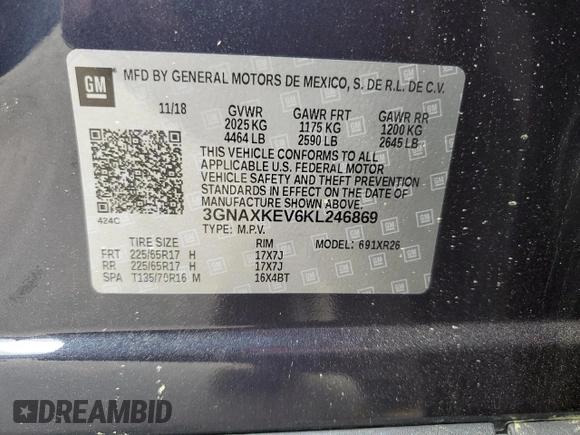 GM
MFD BY GENERAL MOTORS DE MEXICO, S. DE R.L. DE C.V.
11/18 GVWR GAWR FRT GAWR RR
2025 KG 1175 KG 1200 KG
4464 LB 2590 LB 2645 LB
THIS VEHICLE CONFORMS TO ALL
APPLICABLE U.S. FEDERAL MOTOR
VEHICLE SAFETY AND THEFT PREVENTION
STANDARDS IN EFFECT ON THE DATE OF
MANUFACTURE SHOWN ABOVE.
424C 3GNAXKEV6KL246869
TYPE: M.P.V.
TIRE SIZE RIM MODEL: 691XR26
FRT 225/65R17 H 17X7J
RR 225/65R17 H 17X7J
SPA T135/70R16 M 16X4BT
DREAMBID